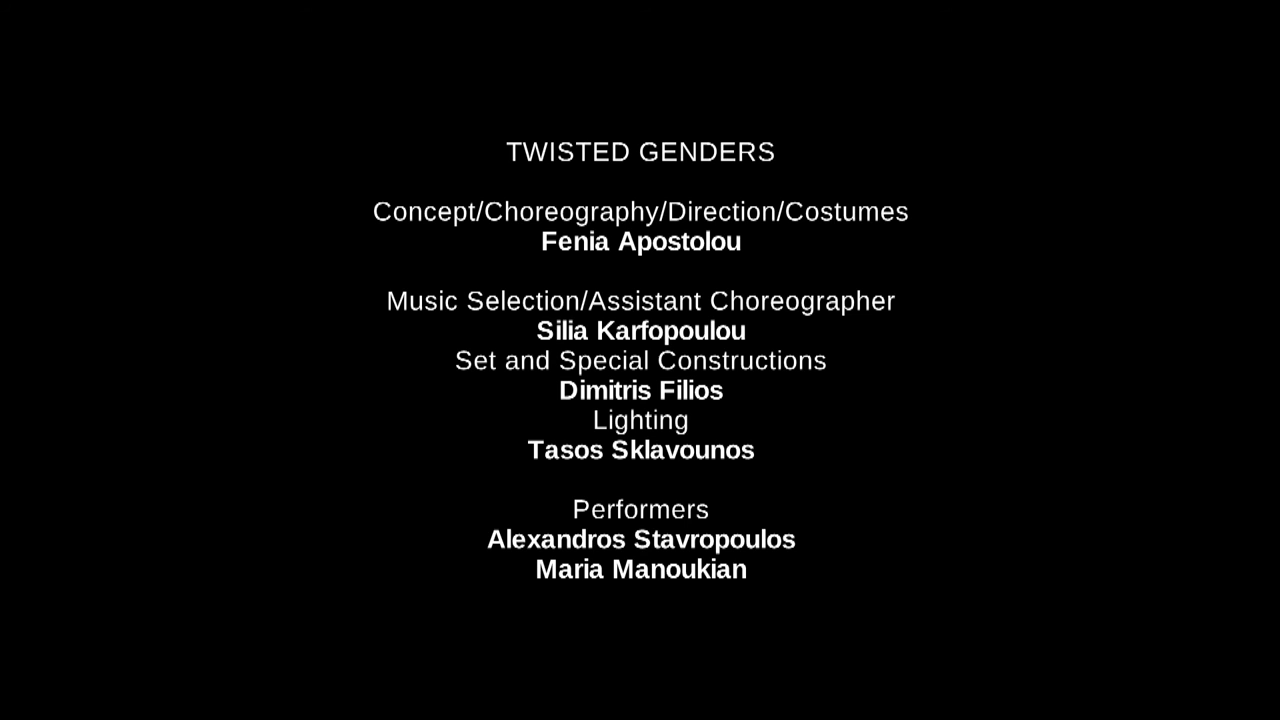 TWISTED GENDERS
Concept/Choreography/Direction/Costumes
Fenia Apostolou
Music Selection/Assistant Choreographer
Silia Karfopoulou
Set and Special Constructions
Dimitris Filios
Lighting
Tasos Sklavounos
Performers
Alexandros Stavropoulos
Maria Manoukian